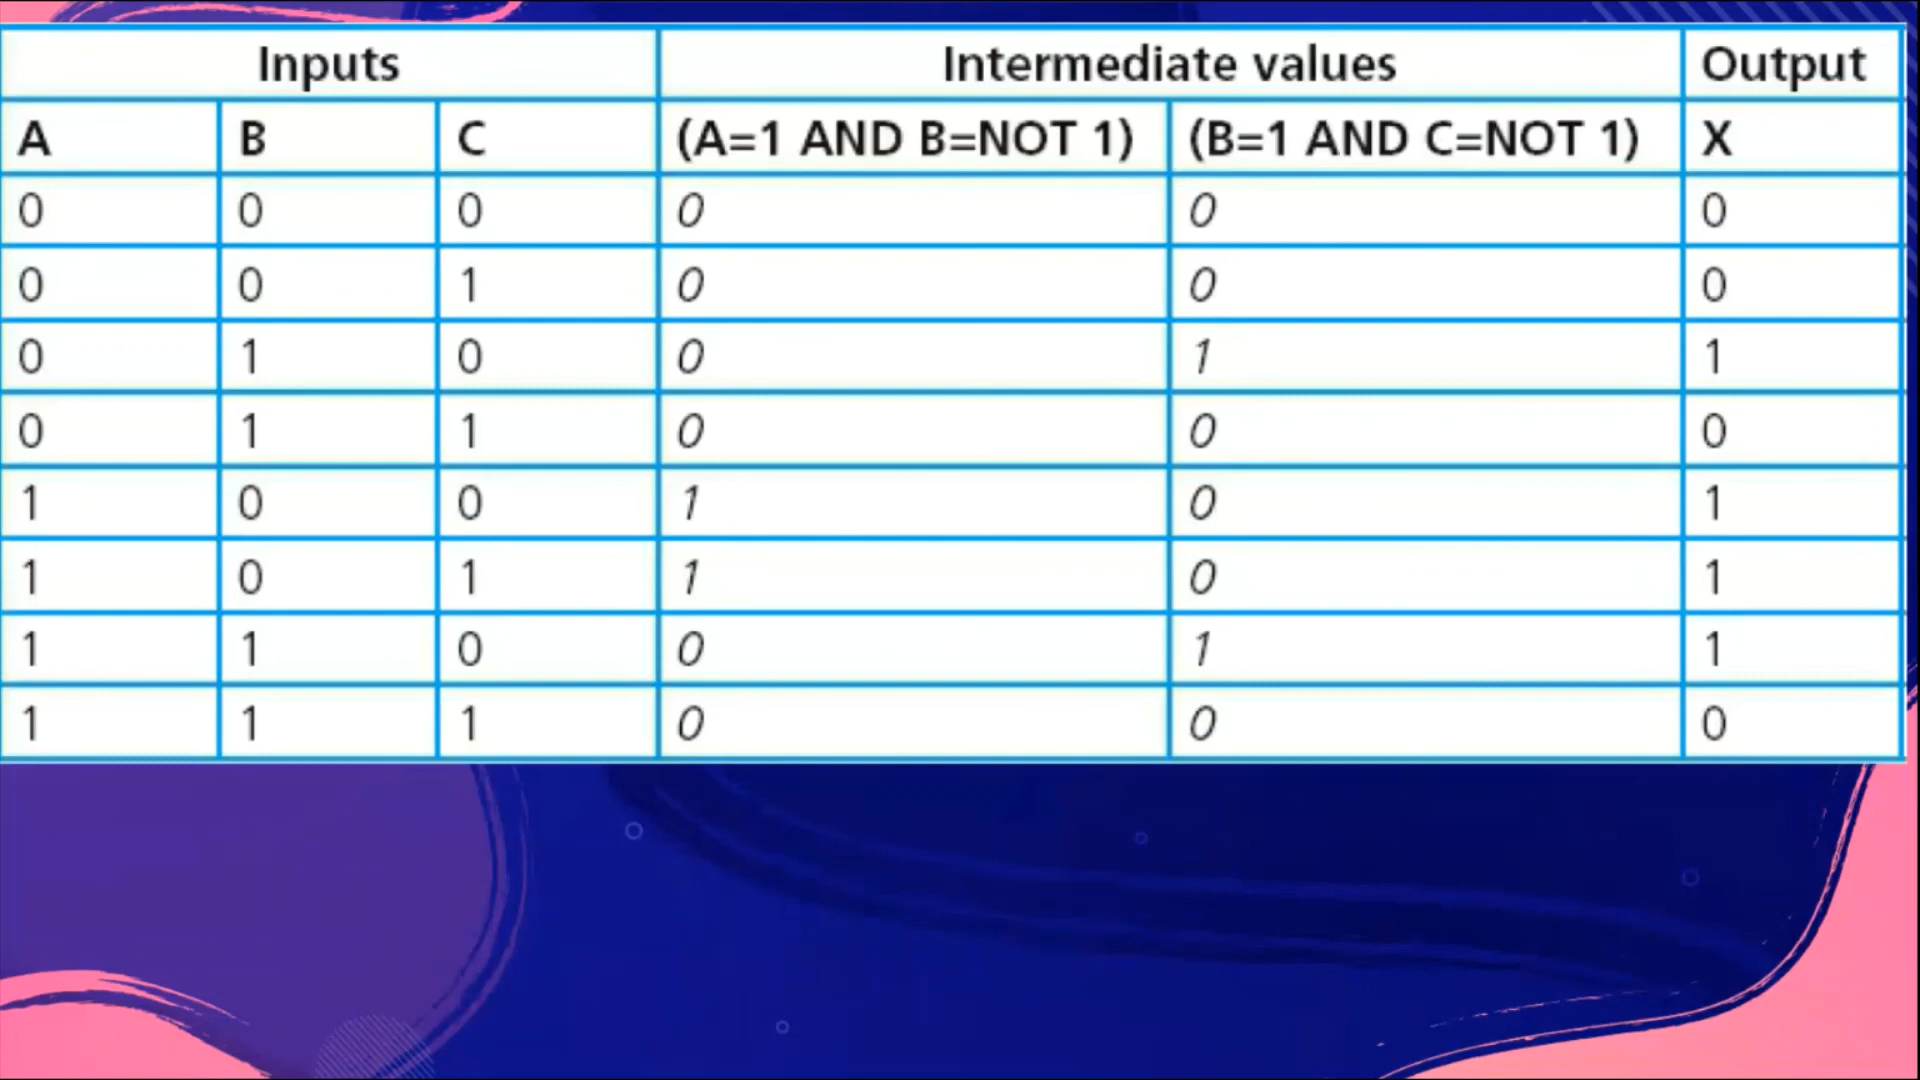 Inputs Intermediate values Output
A B C (A=1 AND B=NOT 1) (B=1 AND C=NOT 1) X
0 0 0 0 0 0
0 0 1 0 0 0
0 1 0 0 1 1
0 1 1 0 0 0
1 0 0 1 0 1
1 0 1 1 0 1
1 1 0 0 1 1
1 1 1 0 0 0